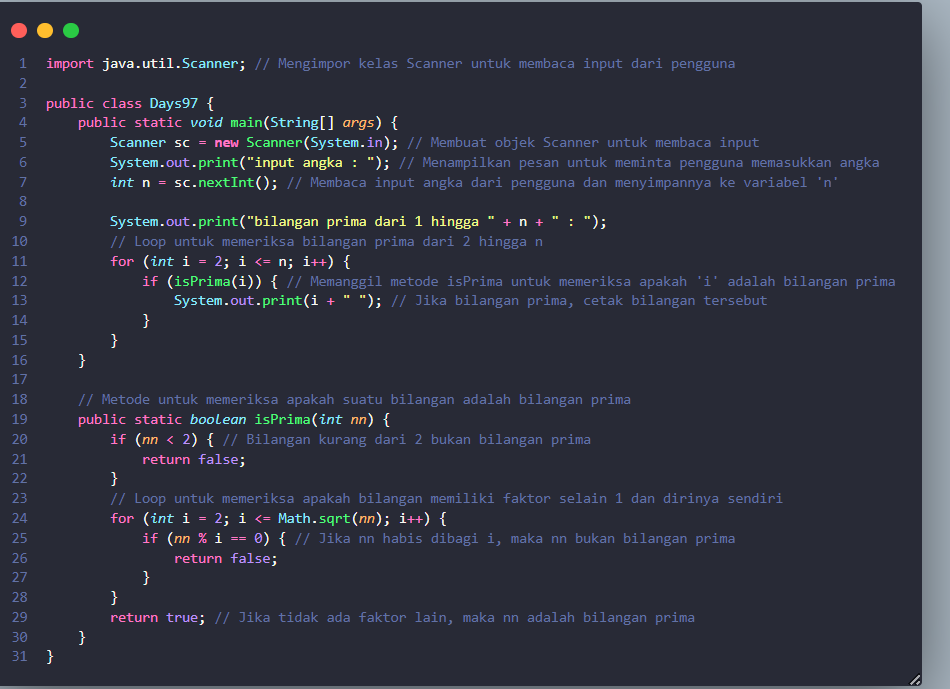 1 import java.util.Scanner; // Mengimpor kelas Scanner untuk membaca input dari pengguna
2
3 public class Days97 {
4     public static void main(String[] args) {
5         Scanner sc = new Scanner(System.in); // Membuat objek Scanner untuk membaca input
6         System.out.print("input angka : "); // Menampilkan pesan untuk meminta pengguna memasukkan angka
7         int n = sc.nextInt(); // Membaca input angka dari pengguna dan menyimpannya ke variabel 'n'
8
9         System.out.print("bilangan prima dari 1 hingga " + n + " : ");
10         // Loop untuk memeriksa bilangan prima dari 2 hingga n
11         for (int i = 2; i <= n; i++) {
12             if (isPrima(i)) { // Memanggil metode isPrima untuk memeriksa apakah 'i' adalah bilangan prima
13                 System.out.print(i + " "); // Jika bilangan prima, cetak bilangan tersebut
14             }
15         }
16     }
17
18     // Metode untuk memeriksa apakah suatu bilangan adalah bilangan prima
19     public static boolean isPrima(int nn) {
20         if (nn < 2) { // Bilangan kurang dari 2 bukan bilangan prima
21             return false;
22         }
23         // Loop untuk memeriksa apakah bilangan memiliki faktor selain 1 dan dirinya sendiri
24         for (int i = 2; i <= Math.sqrt(nn); i++) {
25             if (nn % i == 0) { // Jika nn habis dibagi i, maka nn bukan bilangan prima
26                 return false;
27             }
28         }
29         return true; // Jika tidak ada faktor lain, maka nn adalah bilangan prima
30     }
31 }